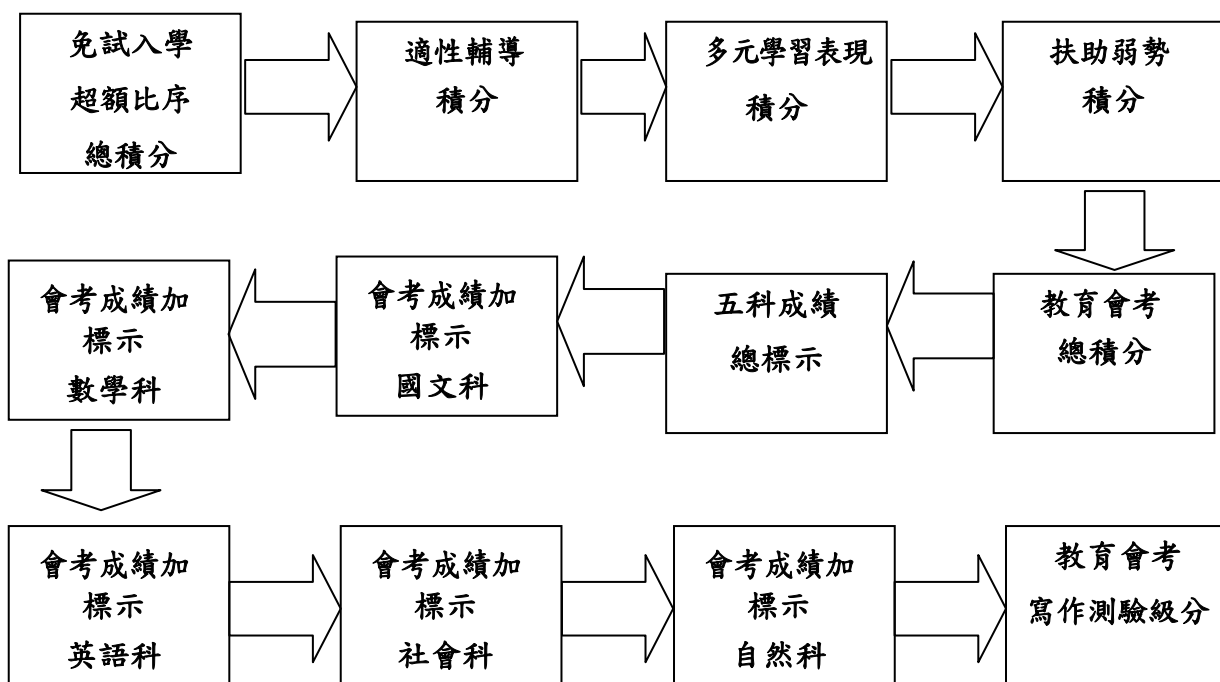 免試入學
超額比序
總積分
適性輔導
積分
多元學習表現
積分
扶助弱勢
積分
教育會考
總積分
五科成績
總標示
會考成績加
標示
國文科
會考成績加
標示
數學科
會考成績加
標示
英語科
會考成績加
標示
社會科
會考成績加
標示
自然科
教育會考
寫作測驗級分